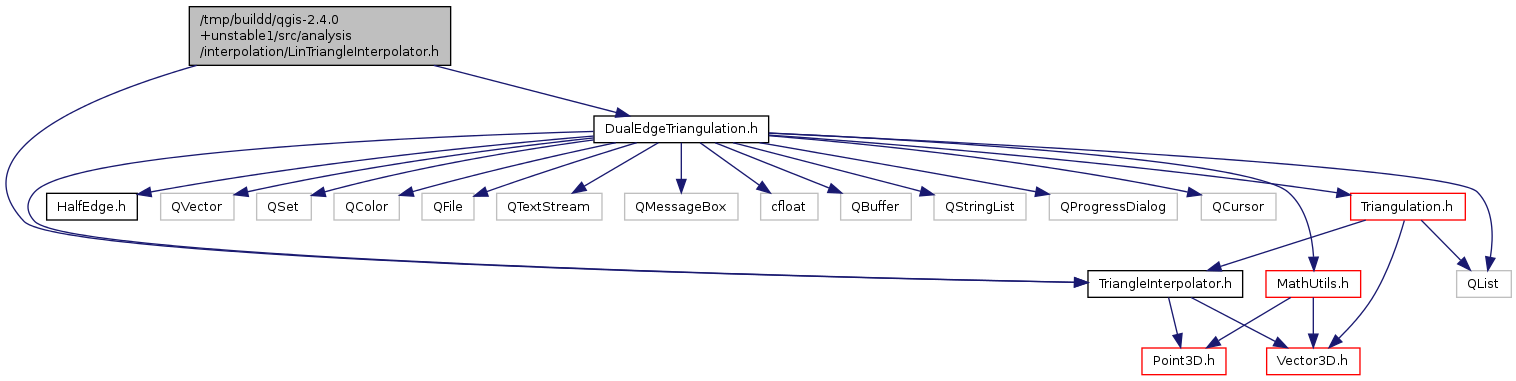 /tmp/buildd/qgis-2.4.0
+unstable1/src/analysis
/interpolation/LinTriangleInterpolator.h
DualEdgeTriangulation.h
HalfEdge.h
QVector
QSet
QColor
QFile
QTextStream
QMessageBox
cfloat
QBuffer
QStringList
QProgressDialog
QCursor
Triangulation.h
TriangleInterpolator.h
MathUtils.h
QList
Point3D.h
Vector3D.h